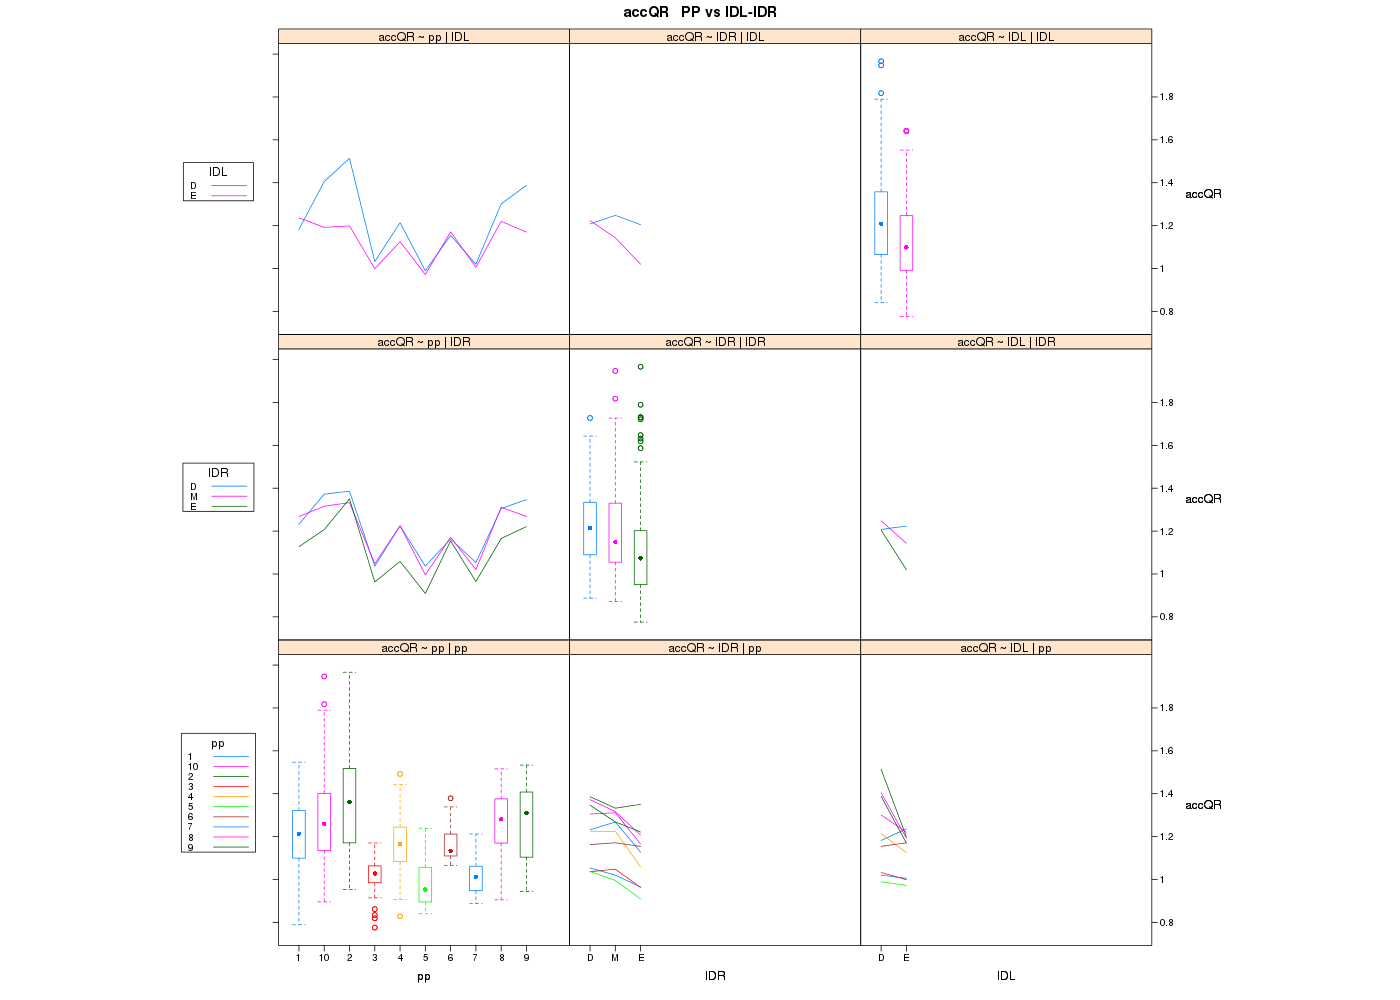 accQR PP vs IDL-IDR
accQR ~ pp | IDL
accQR ~ IDR | IDL
accQR ~ IDL | IDL
IDL
D
E
1.8
1.6
1.4
1.2
1
0.8
accQR
accQR ~ pp | IDR
accQR ~ IDR | IDR
accQR ~ IDL | IDR
IDR
D
M
E
1.8
1.6
1.4
1.2
1
0.8
accQR
accQR ~ pp | pp
accQR ~ IDR | pp
accQR ~ IDL | pp
pp
1
10
2
3
4
5
6
7
8
9
1.8
1.6
1.4
1.2
1
0.8
accQR
1 10 2 3 4 5 6 7 8 9
D M E
D E
pp
IDR
IDL